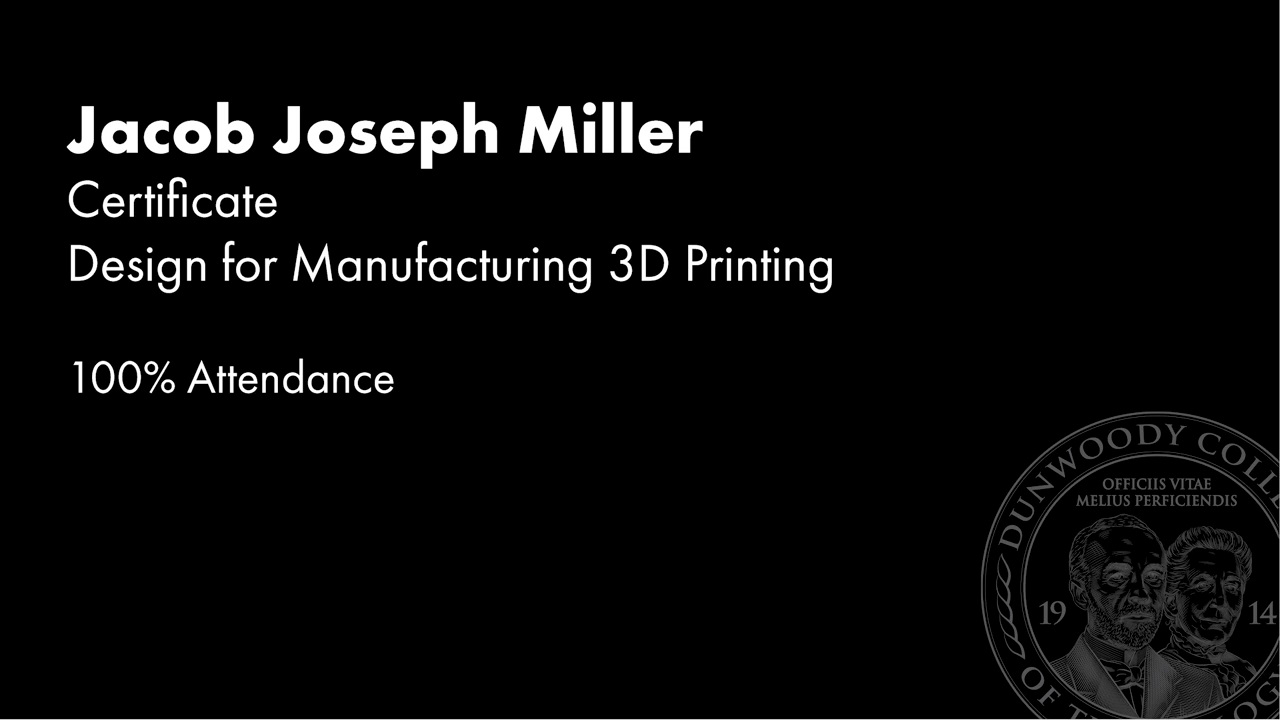 Jacob Joseph Miller
Certificate
Design for Manufacturing 3D Printing
100% Attendance
DUNWOODY COLLE
OFFICIIS VITAE
MELIUS PERFICIENDIS
19 14
OF